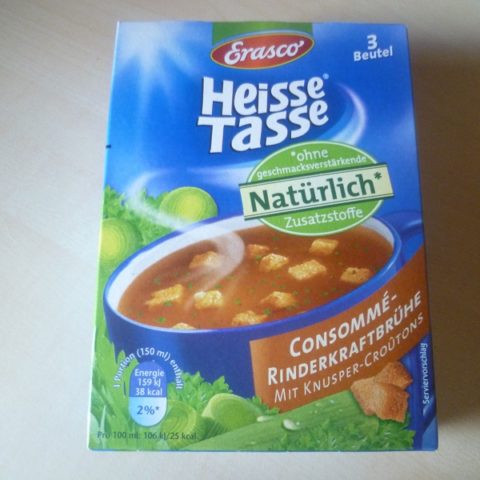 Erasco
3
Beutel
Heisse
Tasse®
*ohne
geschmacksverstärkende
Natürlich*
Zusatzstoffe
Consommé-
Rinderkraftbrühe
mit Knusper-Croûtons
Serviervorschlag
1 Portion (150 ml) enthält
Energie
159 kJ
38 kcal
2%*
Pro 100 ml: 106 kJ/25 kcal